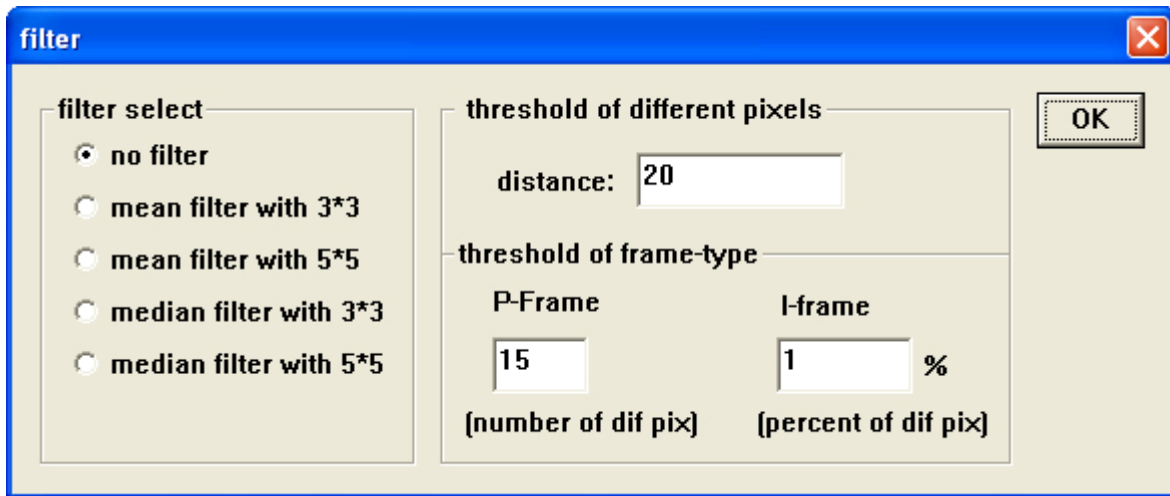 filter
filter select
no filter
mean filter with 3*3
mean filter with 5*5
median filter with 3*3
median filter with 5*5
threshold of different pixels
distance: 20
threshold of frame-type
P-Frame I-frame
15 1 %
(number of dif pix) (percent of dif pix)
OK